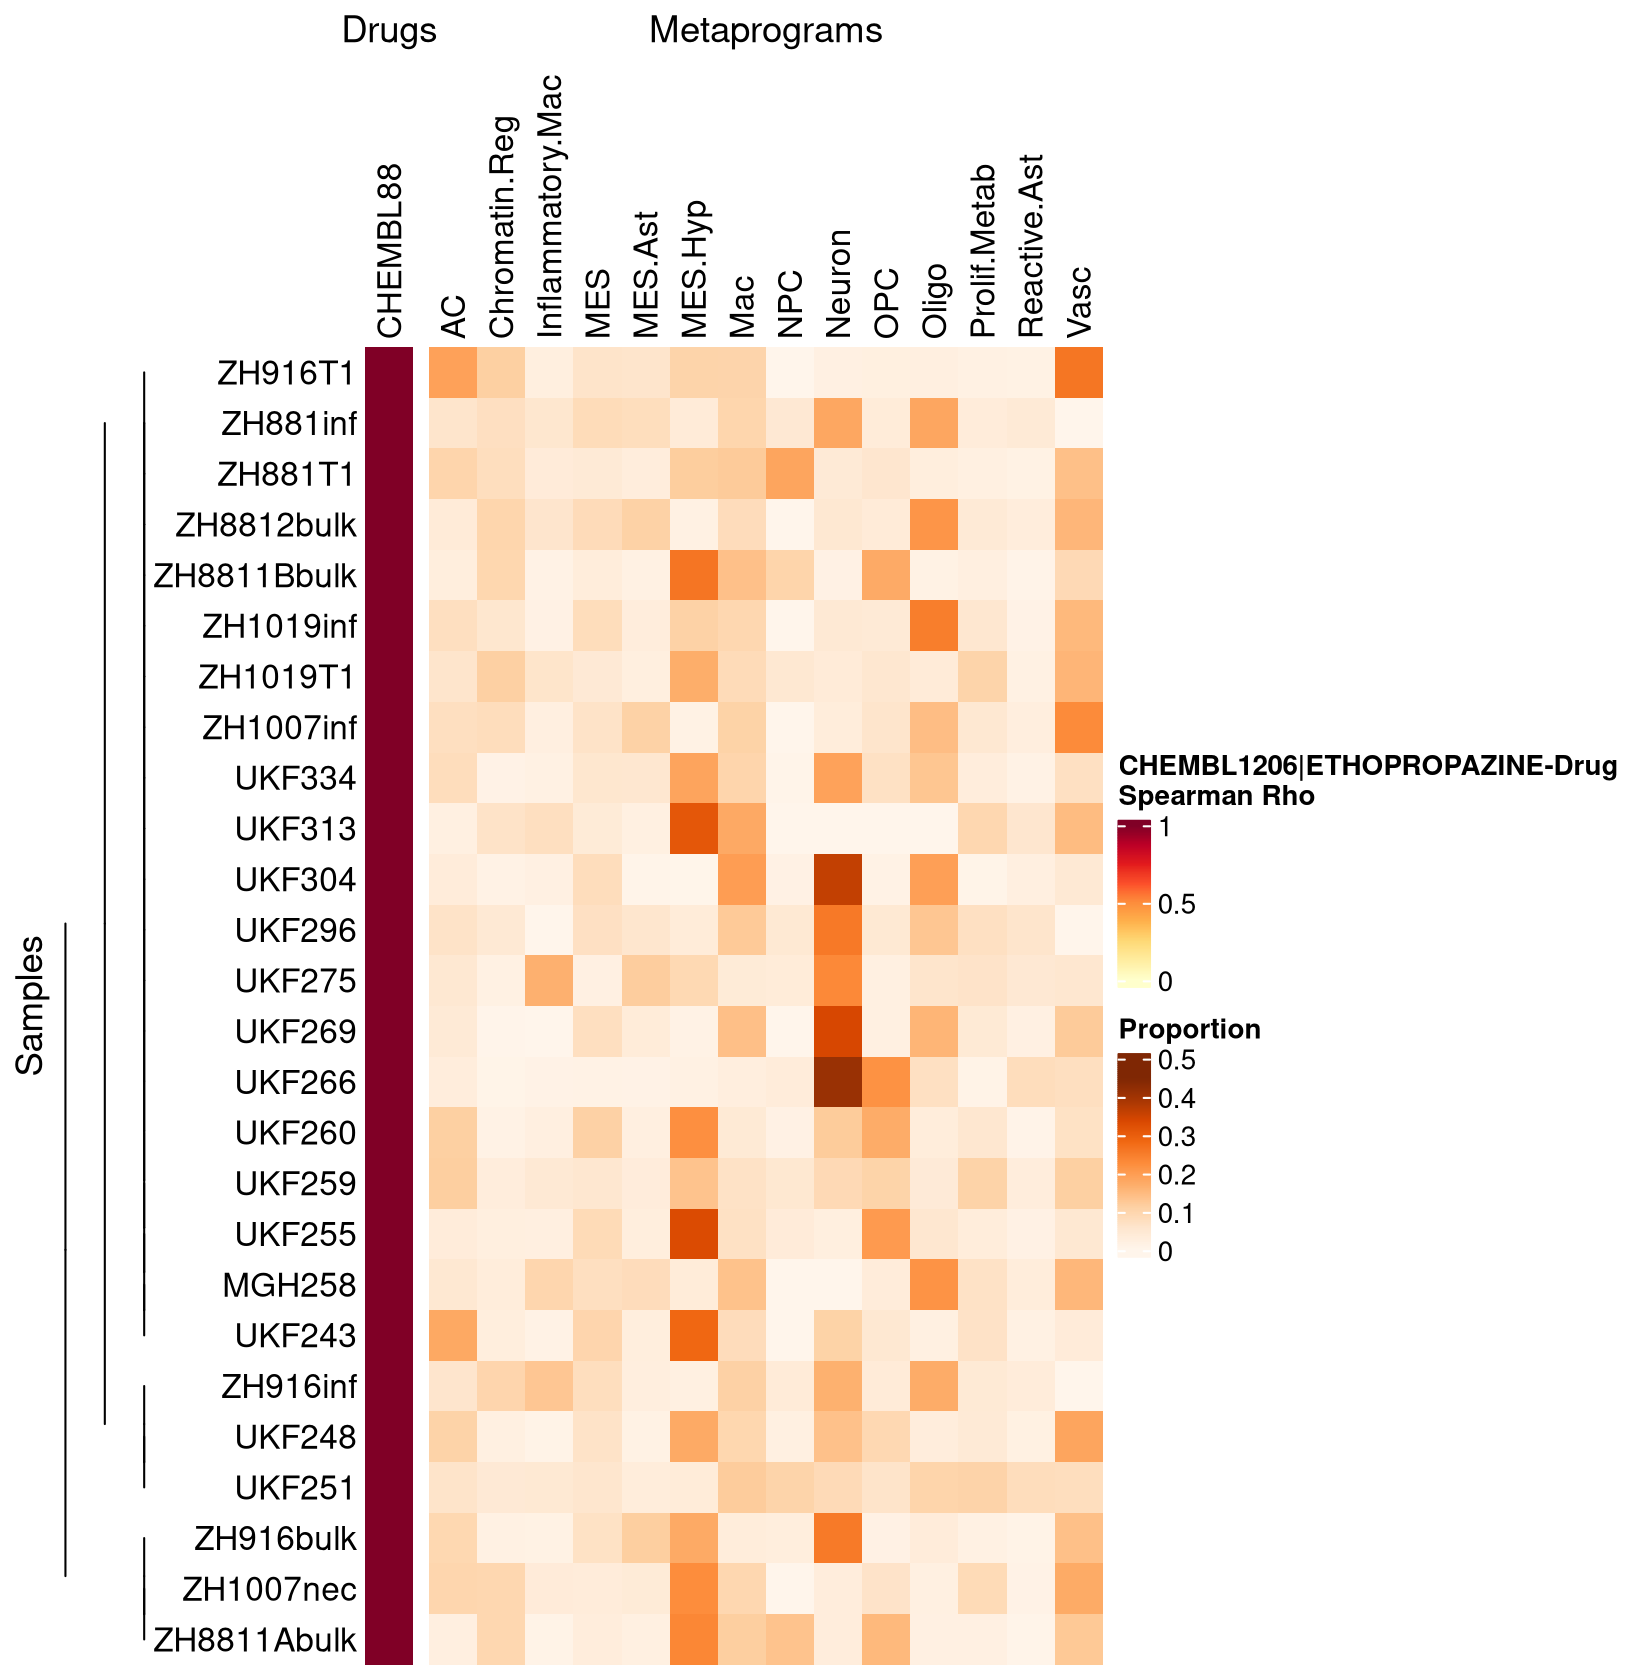 Drugs
Metaprograms
CHEMBL88
AC
Chromatin.Reg
Inflammatory.Mac
MES
MES.Ast
MES.Hyp
Mac
NPC
Neuron
OPC
Oligo
Prolif.Metab
Reactive.Ast
Vasc
Samples
ZH916T1
ZH881inf
ZH881T1
ZH8812bulk
ZH8811Bbulk
ZH1019inf
ZH1019T1
ZH1007inf
UKF334
UKF313
UKF304
UKF296
UKF275
UKF269
UKF266
UKF260
UKF259
UKF255
MGH258
UKF243
ZH916inf
UKF248
UKF251
ZH916bulk
ZH1007nec
ZH8811Abulk
CHEMBL1206|ETHOPROPAZINE-Drug
Spearman Rho
1
0.5
0
Proportion
0.5
0.4
0.3
0.2
0.1
0